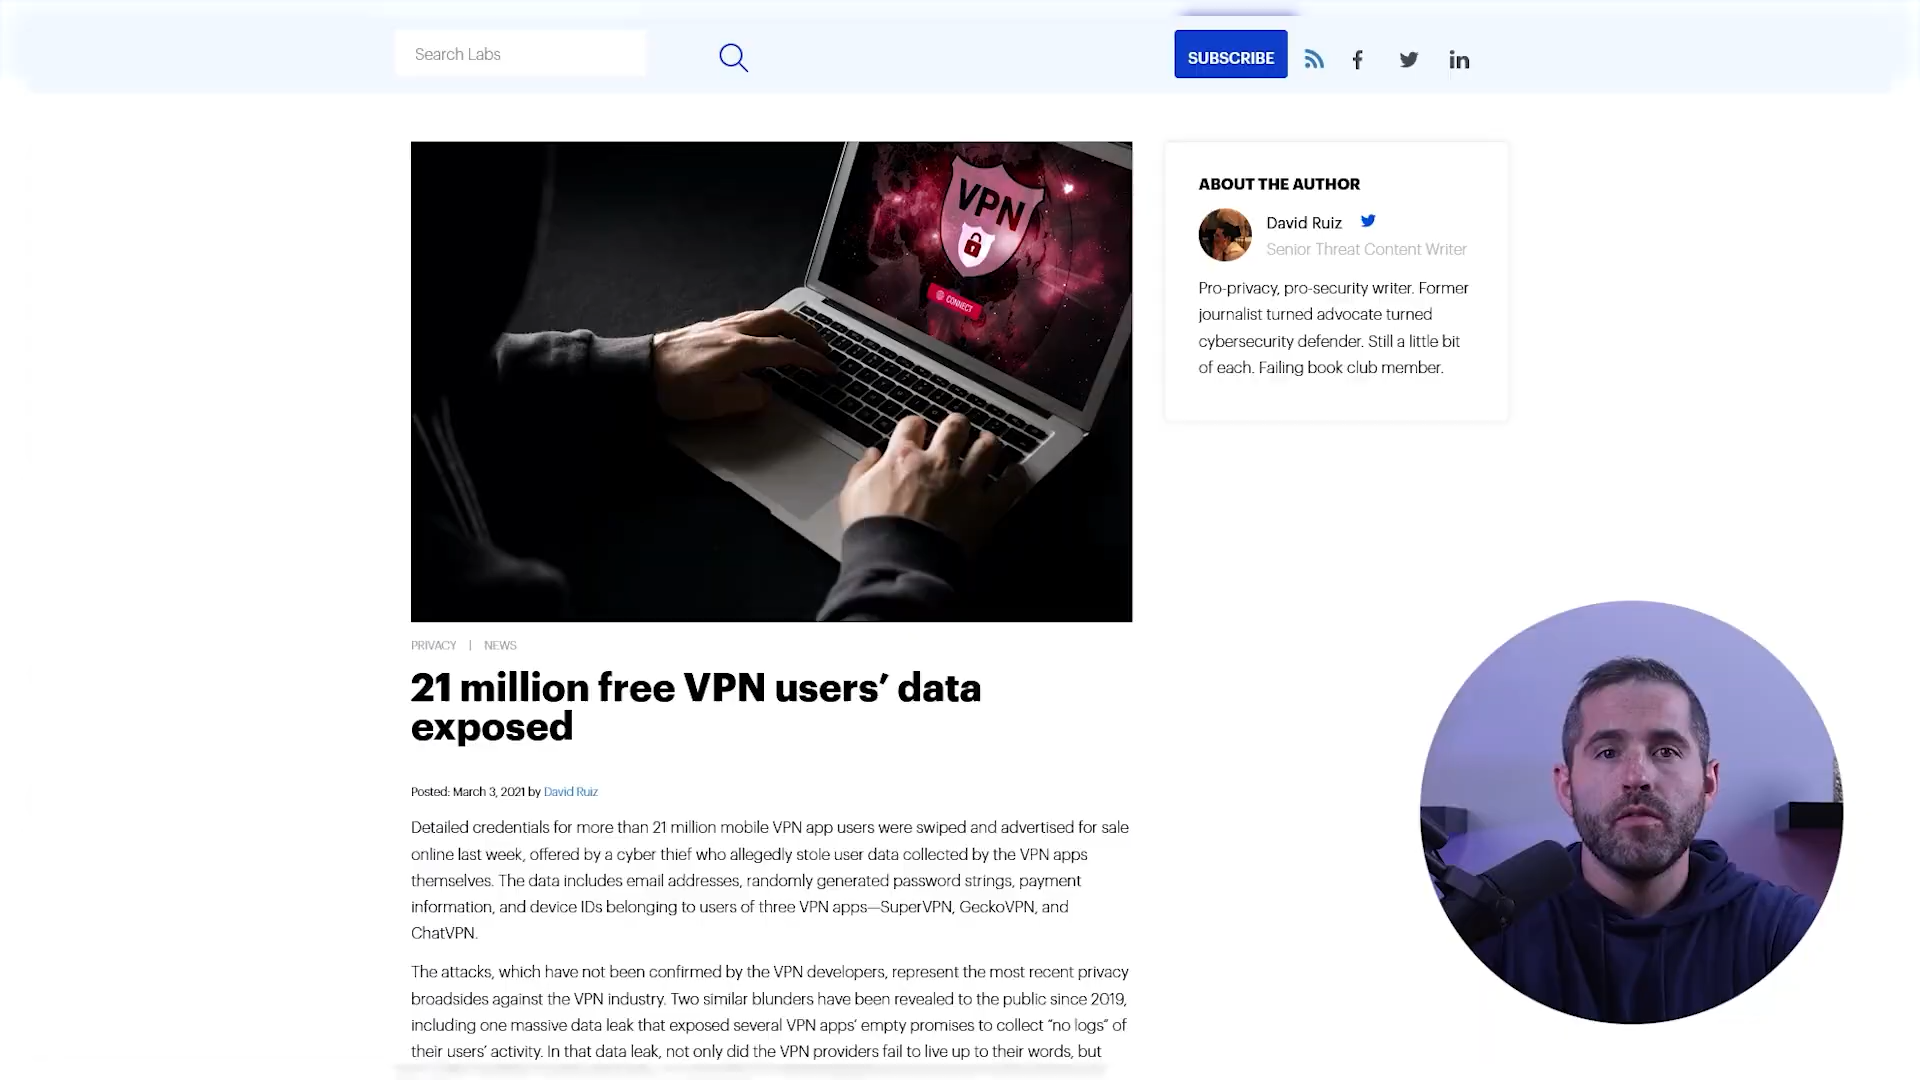 Search Labs
SUBSCRIBE
VPN
CONNECT
ABOUT THE AUTHOR
David Ruiz
Senior Threat Content Writer
Pro-privacy, pro-security writer. Former
journalist turned advocate turned
cybersecurity defender. Still a little bit
of each. Failing book club member.
PRIVACY | NEWS
21 million free VPN users’ data
exposed
Posted: March 3, 2021 by David Ruiz
Detailed credentials for more than 21 million mobile VPN app users were swiped and advertised for sale
online last week, offered by a cyber thief who allegedly stole user data collected by the VPN apps
themselves. The data includes email addresses, randomly generated password strings, payment
information, and device IDs belonging to users of three VPN apps—SuperVPN, GeckoVPN, and
ChatVPN.
The attacks, which have not been confirmed by the VPN developers, represent the most recent privacy
broadsides against the VPN industry. Two similar blunders have been revealed to the public since 2019,
including one massive data leak that exposed several VPN apps’ empty promises to collect “no logs” of
their users’ activity. In that data leak, not only did the VPN providers fail to live up to their words, but